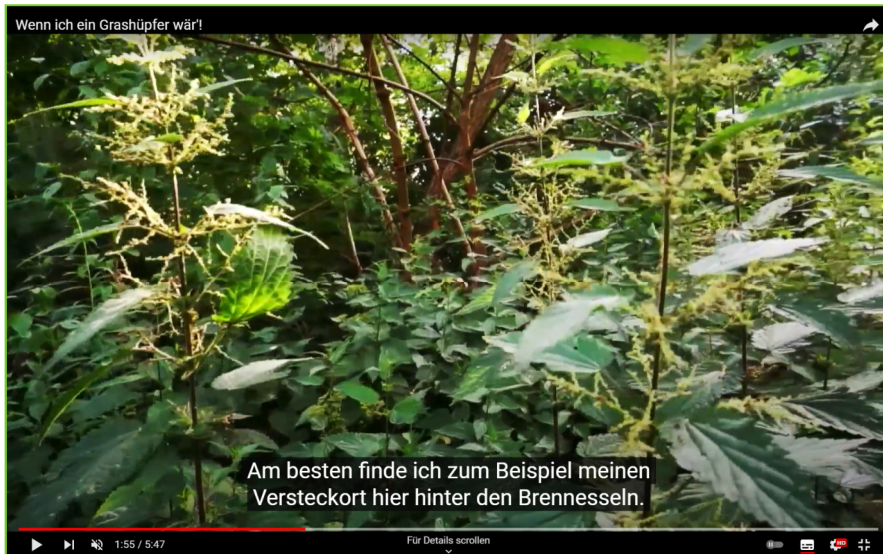 Wenn ich ein Grashüpfer wär'!
Am besten finde ich zum Beispiel meinen
Versteckort hier hinter den Brennesseln.
1:55 / 5:47
Für Details scrollen
HD